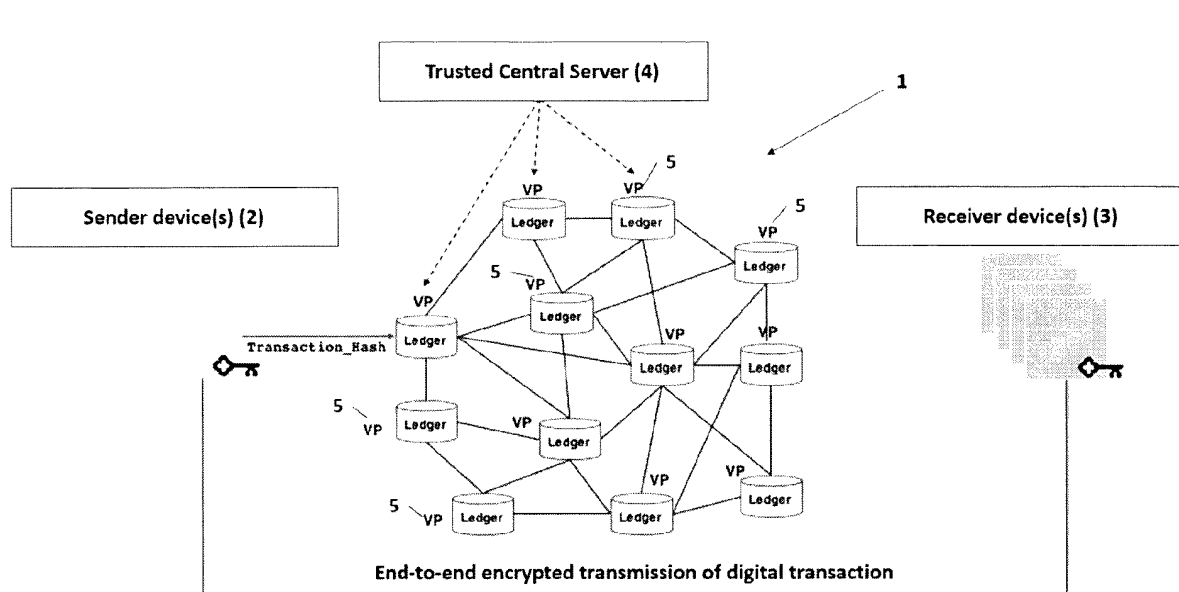 Trusted Central Server (4)
1
5
VP
VP
5
Sender device(s) (2)
Receiver device(s) (3)
Ledger
Ledger
VP
5
VP
Ledger
VP
Ledger
VP
VP
Transaction_Hash
Ledger
Ledger
Ledger
5
VP
Ledger
VP
Ledger
VP
VP
5
VP
Ledger
Ledger
Ledger
End-to-end encrypted transmission of digital transaction